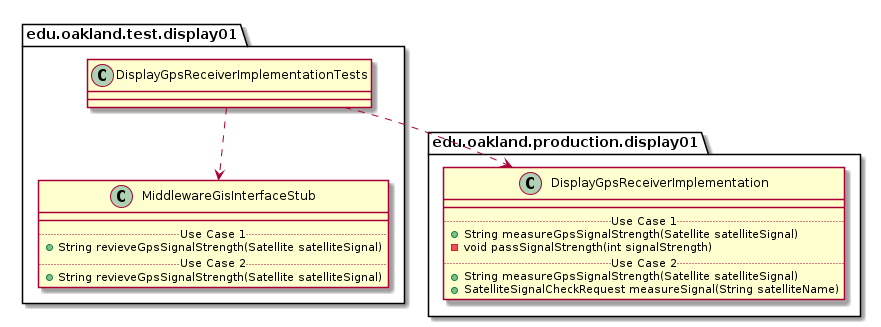 edu.oakland.test.display01
C DisplayGpsReceiverImplementationTests
edu.oakland.production.display01
C MiddlewareGisInterfaceStub
Use Case 1
String revieveGpsSignalStrength(Satellite satelliteSignal)
Use Case 2
String revieveGpsSignalStrength(Satellite satelliteSignal)
C DisplayGpsReceiverImplementation
Use Case 1
String measureGpsSignalStrength(Satellite satelliteSignal)
void passSignalStrength(int signalStrength)
Use Case 2
String measureGpsSignalStrength(Satellite satelliteSignal)
SatelliteSignalCheckRequest measureSignal(String satelliteName)